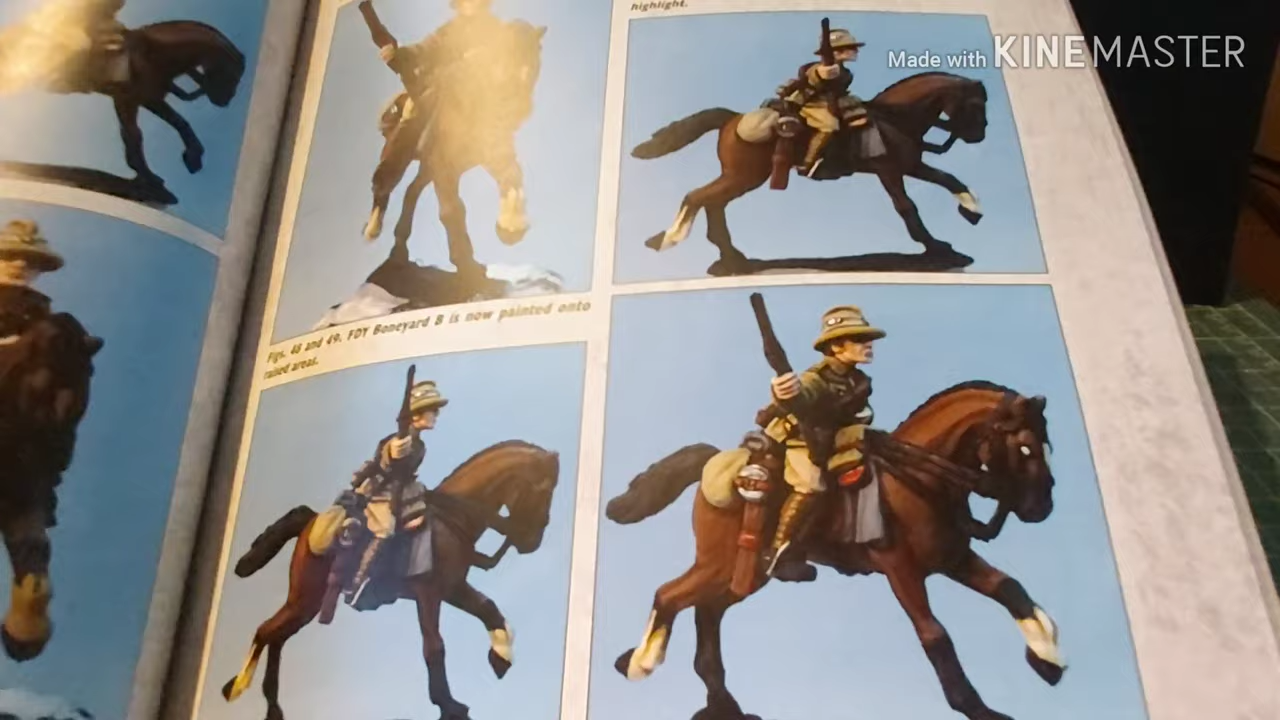 highlight.
Made with KINEMASTER
Figs. 48 and 49. FDY Boneyard B is now painted onto
raised areas.